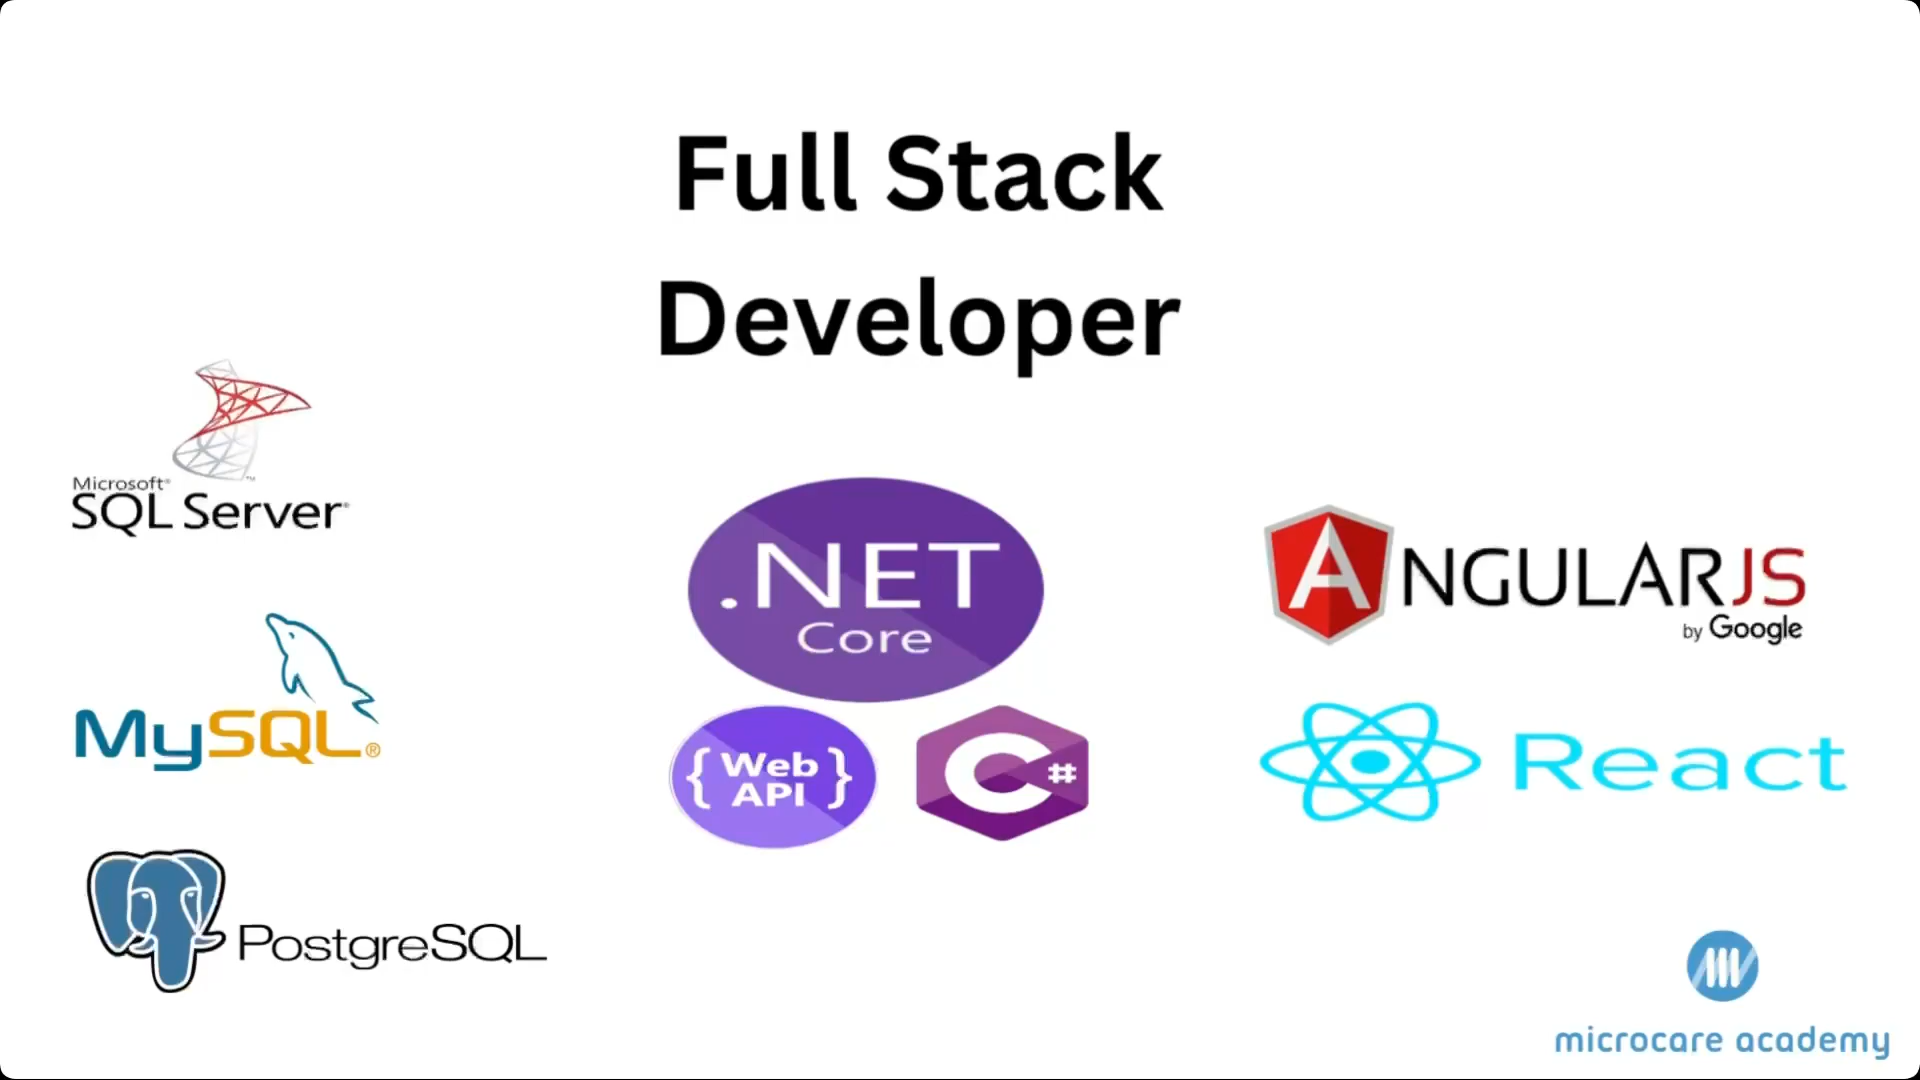 Full Stack
Developer
Microsoft®
SQL Server®
MySQL®
PostgreSQL
.NET
Core
{ Web API }
C#
ANGULARJS
by Google
React
microcare academy